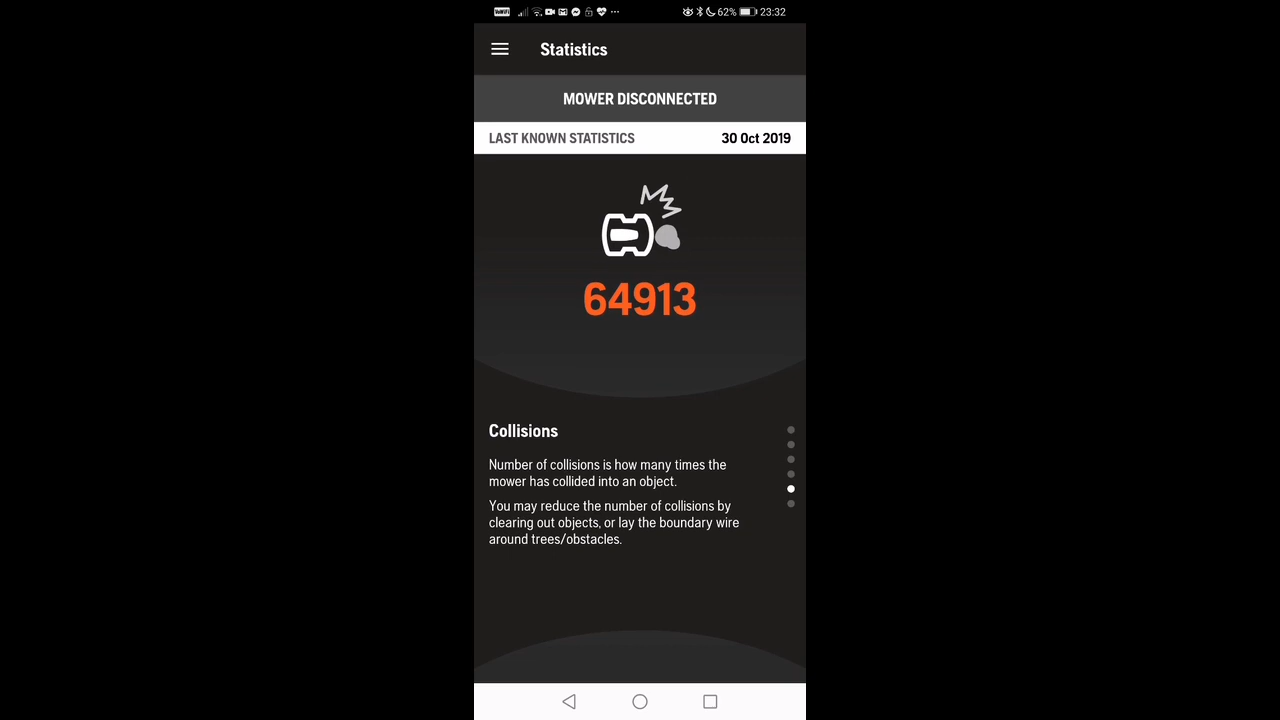 VoWiFi
62%
23:32
Statistics
MOWER DISCONNECTED
LAST KNOWN STATISTICS
30 Oct 2019
64913
Collisions
Number of collisions is how many times the
mower has collided into an object.
You may reduce the number of collisions by
clearing out objects, or lay the boundary wire
around trees/obstacles.